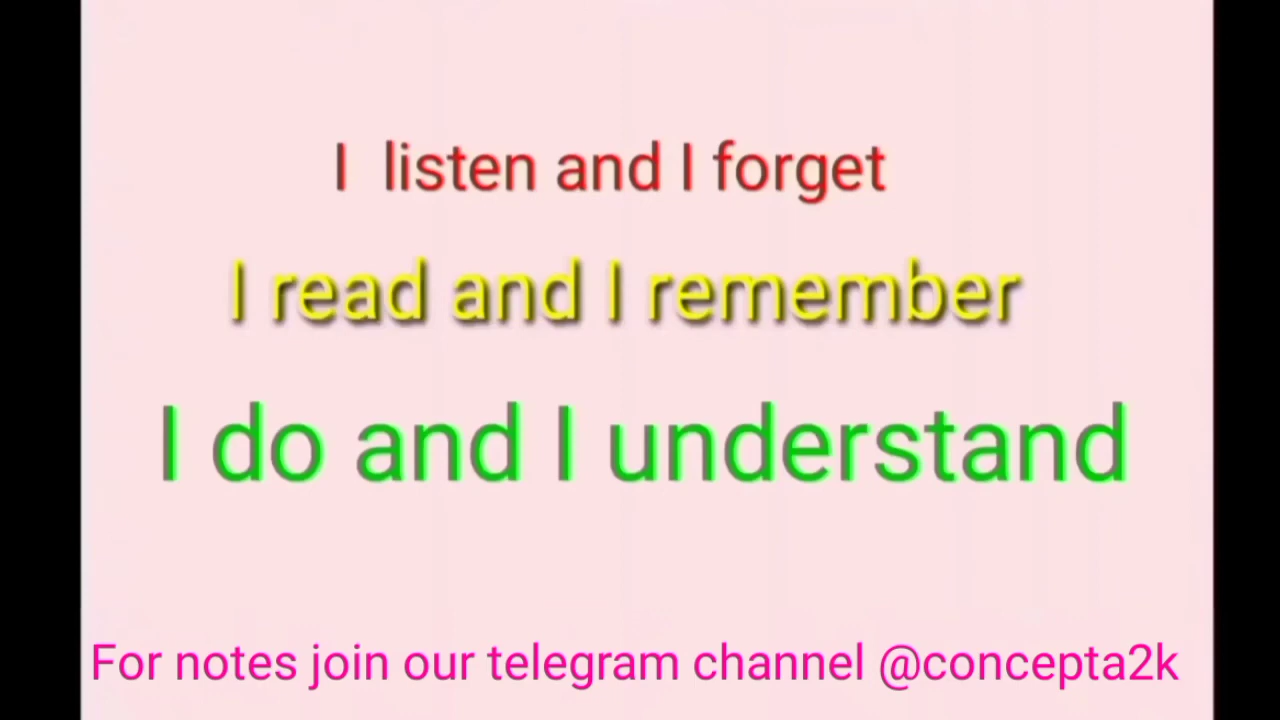 I listen and I forget
I read and I remember
I do and I understand
For notes join our telegram channel @concepta2k